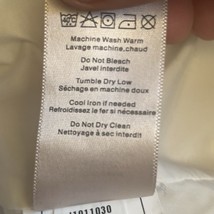 Machine Wash Warm
Lavage machine,chaud
Do Not Bleach
Javel interdite
Tumble Dry Low
Séchage en machine doux
Cool Iron if needed
Refroidissez le fer si nécessaire
Do Not Dry Clean
Nettoyage à sec interdit